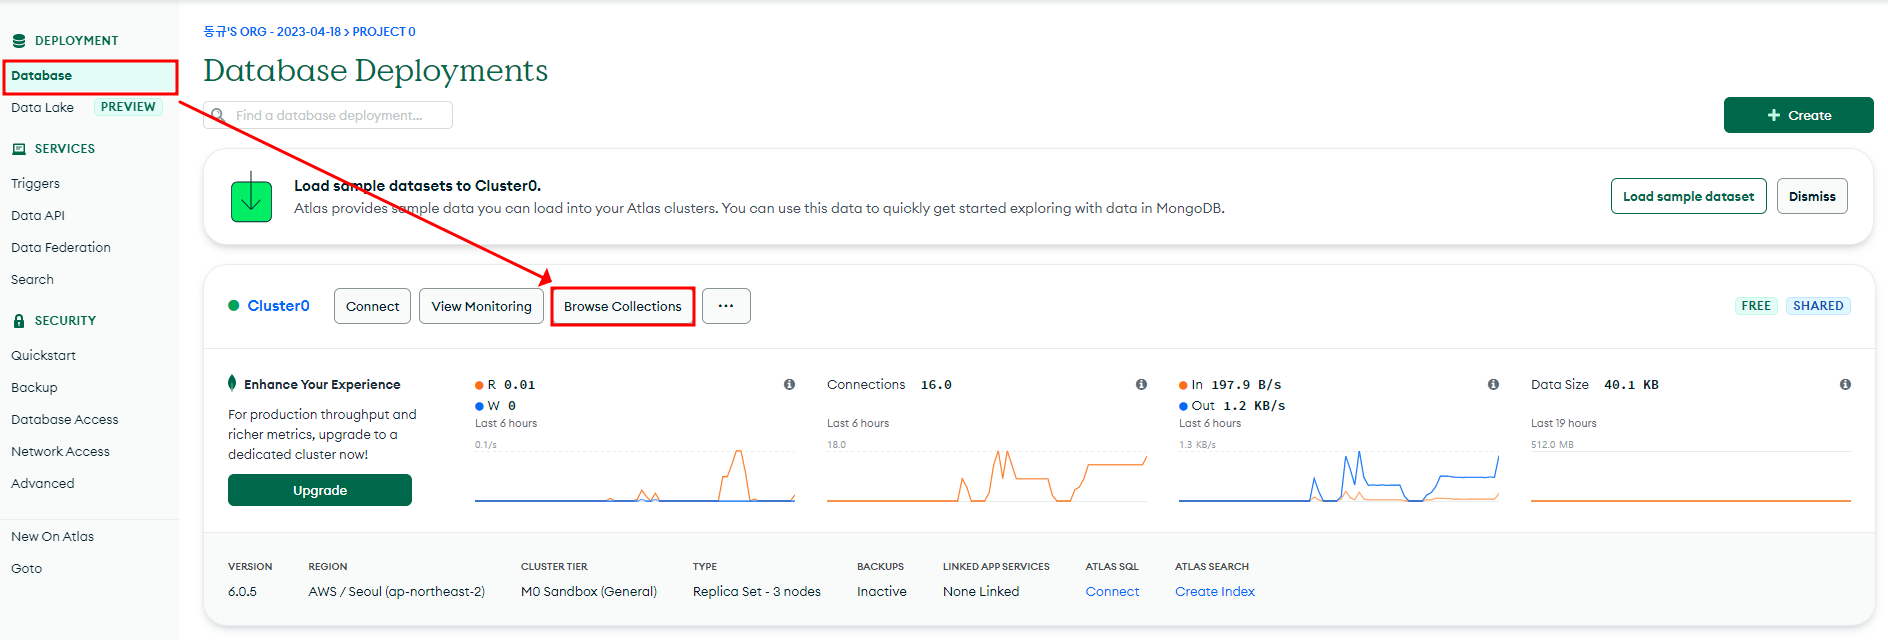 동규'S ORG - 2023-04-18 > PROJECT 0
Database Deployments
DEPLOYMENT
Database
Data Lake PREVIEW
SERVICES
Triggers
Data API
Data Federation
Search
SECURITY
Quickstart
Backup
Database Access
Network Access
Advanced
New On Atlas
Goto
Find a database deployment...
+ Create
Load sample datasets to Cluster0.
Atlas provides sample data you can load into your Atlas clusters. You can use this data to quickly get started exploring with data in MongoDB.
Load sample dataset
Dismiss
Cluster0
Connect
View Monitoring
Browse Collections
...
FREE
SHARED
Enhance Your Experience
For production throughput and
richer metrics, upgrade to a
dedicated cluster now!
Upgrade
R 0.01
W 0
Last 6 hours
0.1/s
Connections 16.0
Last 6 hours
18.0
In 197.9 B/s
Out 1.2 KB/s
Last 6 hours
1.3 KB/s
Data Size 40.1 KB
Last 19 hours
512.0 MB
VERSION
6.0.5
REGION
AWS / Seoul (ap-northeast-2)
CLUSTER TIER
M0 Sandbox (General)
TYPE
Replica Set - 3 nodes
BACKUPS
Inactive
LINKED APP SERVICES
None Linked
ATLAS SQL
Connect
ATLAS SEARCH
Create Index